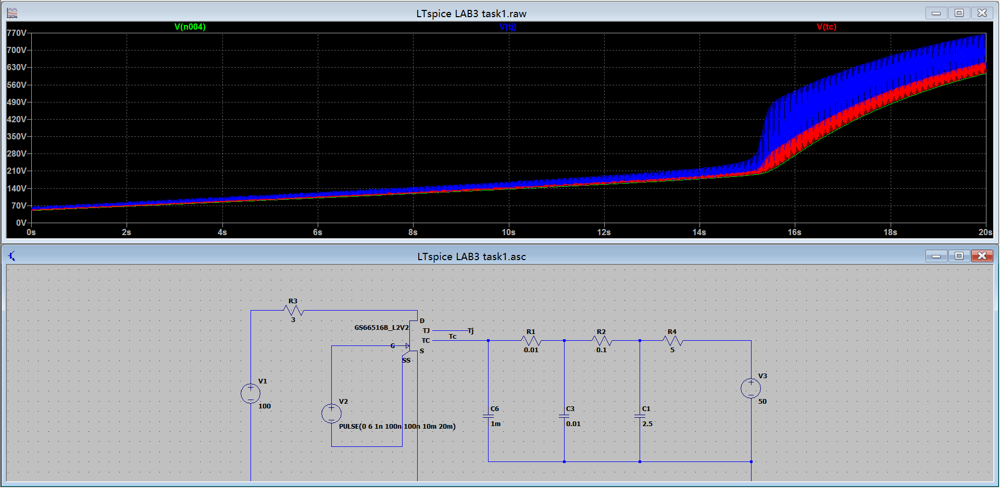 LTspice LAB3 task1.raw
V(n004) V(tj) V(tc)
770V
700V
630V
560V
490V
420V
350V
280V
210V
140V
70V
0V
0s 2s 4s 6s 8s 10s 12s 14s 16s 18s 20s
LTspice LAB3 task1.asc
R3
3
D
GS66516B_L2V2
TJ Tj
TC Tc
G
S
SS
R1
0.01
R2
0.1
R4
5
V1
100
V2
PULSE(0 6 1n 100n 100n 10m 20m)
C6
1m
C3
0.01
C1
2.5
V3
50